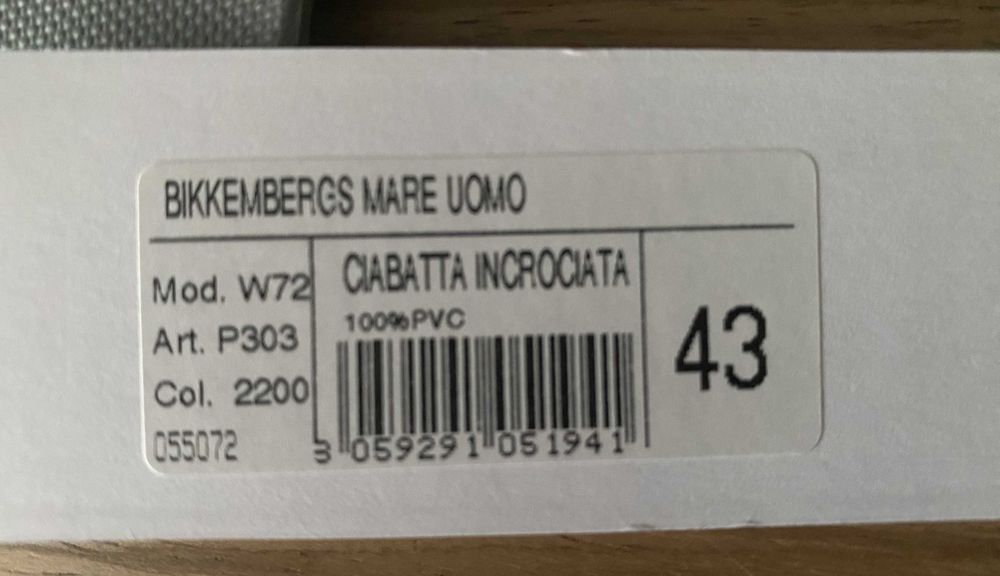 BIKKEMBERGS MARE UOMO
Mod. W72
Art. P303
Col. 2200
055072
CIABATTA INCROCIATA
100%PVC
3 059291 051941
43